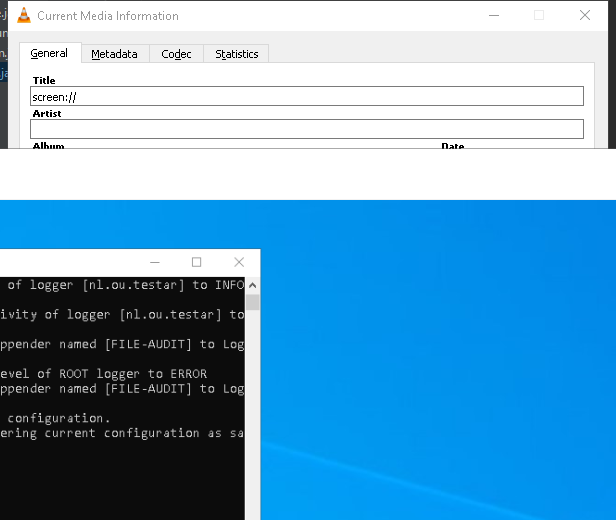 Current Media Information
General Metadata Codec Statistics
Title
screen://
Artist
Album Date
of logger [nl.ou.testar] to INFO
ivity of logger [nl.ou.testar] to
ppender named [FILE-AUDIT] to Log
evel of ROOT logger to ERROR
ppender named [FILE-AUDIT] to Log
configuration.
ering current configuration as sa